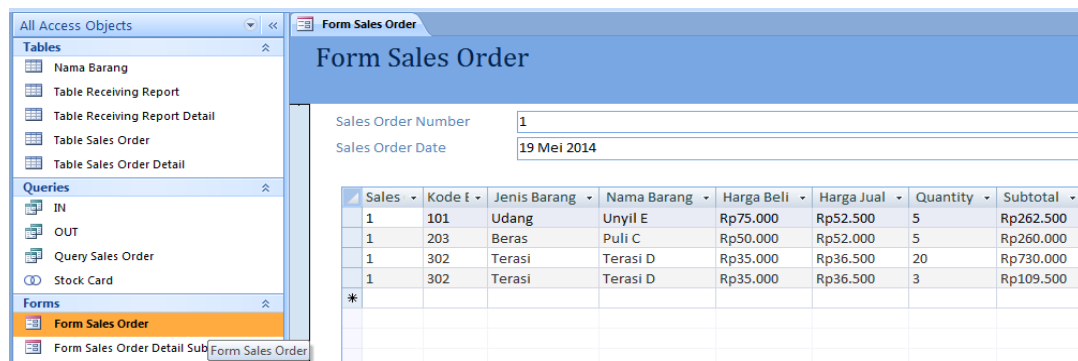 All Access Objects
Tables
Nama Barang
Table Receiving Report
Table Receiving Report Detail
Table Sales Order
Table Sales Order Detail
Queries
IN
OUT
Query Sales Order
Stock Card
Forms
Form Sales Order
Form Sales Order Detail Sub
Form Sales Order
Form Sales Order
Form Sales Order
Sales Order Number 1
Sales Order Date 19 Mei 2014
Sales Kode E Jenis Barang Nama Barang Harga Beli Harga Jual Quantity Subtotal
1 101 Udang Unyil E Rp75.000 Rp52.500 5 Rp262.500
1 203 Beras Puli C Rp50.000 Rp52.000 5 Rp260.000
1 302 Terasi Terasi D Rp35.000 Rp36.500 20 Rp730.000
1 302 Terasi Terasi D Rp35.000 Rp36.500 3 Rp109.500